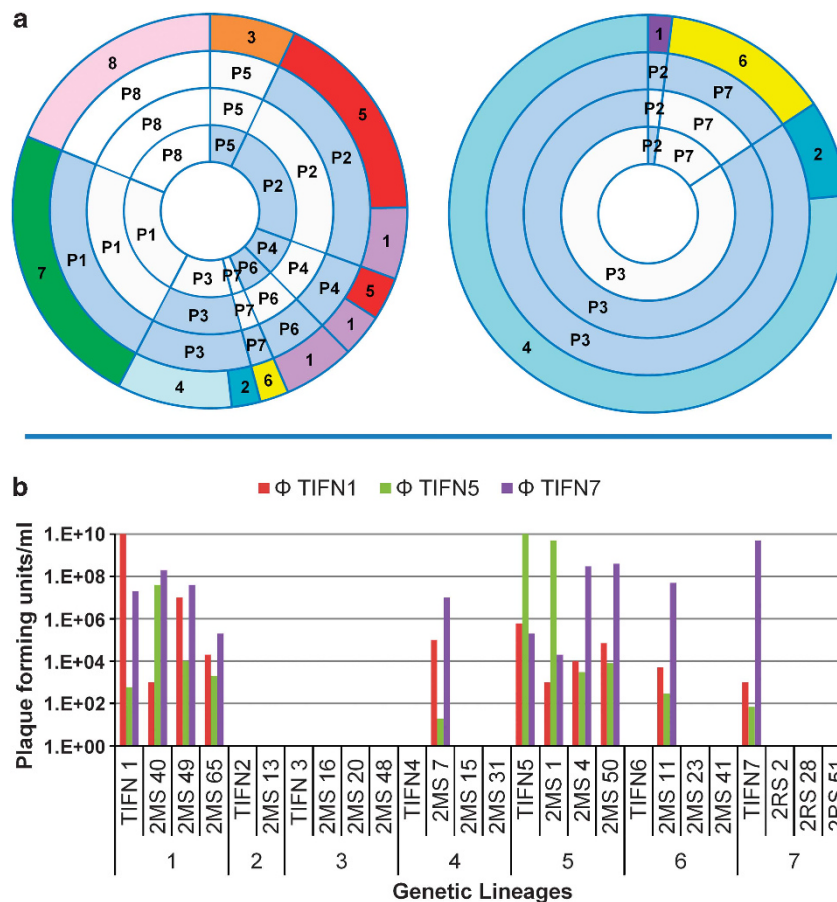 a
8
3
5
1
5
1
1
6
2
4
7
P8
P5
P2
P4
P6
P7
P3
P1
P8
P5
P2
P4
P6
P7
P3
P1
P8
P5
P2
P4
P6
P7
P3
P1
1
6
2
4
P2
P7
P2
P7
P2
P7
P3
P3
P3
b
Φ TIFN1 Φ TIFN5 Φ TIFN7
Plaque forming units/ml
1.E+10
1.E+08
1.E+06
1.E+04
1.E+02
1.E+00
TIFN 1
2MS 40
2MS 49
2MS 65
TIFN2
2MS 13
TIFN 3
2MS 16
2MS 20
2MS 48
TIFN4
2MS 7
2MS 15
2MS 31
TIFN5
2MS 1
2MS 4
2MS 50
TIFN6
2MS 11
2MS 23
2MS 41
TIFN7
2RS 2
2RS 28
2RS 51
1 2 3 4 5 6 7
Genetic Lineages